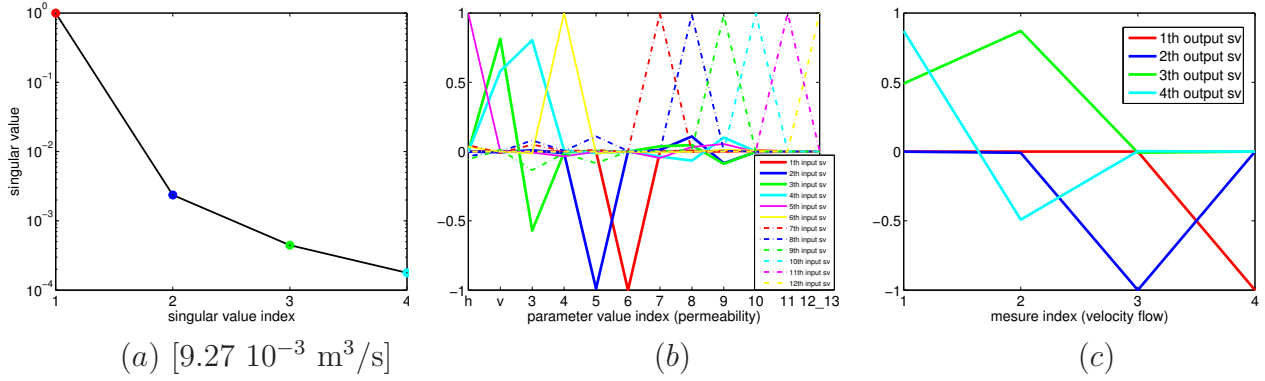 10^0
10^{-1}
10^{-2}
10^{-3}
10^{-4}
singular value
1 2 3 4
singular value index
(a) [9.27 10^{-3} m^3/s]
1
0.5
0
−0.5
−1
h v 3 4 5 6 7 8 9 10 11 12_13
parameter value index (permeability)
1th input sv
2th input sv
3th input sv
4th input sv
5th input sv
6th input sv
7th input sv
8th input sv
9th input sv
10th input sv
11th input sv
12th input sv
(b)
1
0.5
0
−0.5
−1
1 2 3 4
mesure index (velocity flow)
1th output sv
2th output sv
3th output sv
4th output sv
(c)